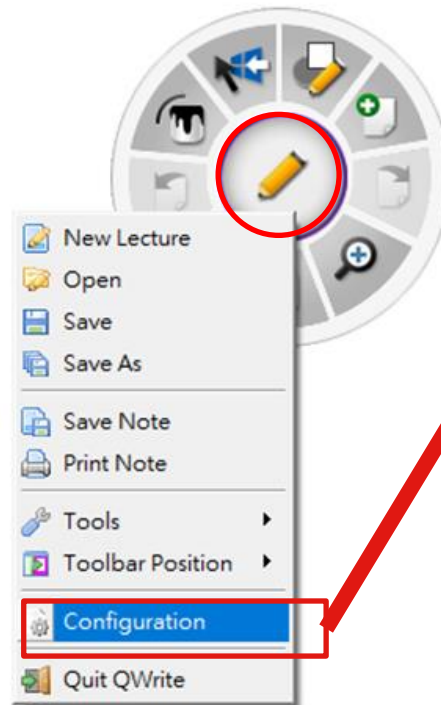 New Lecture
Open
Save
Save As
Save Note
Print Note
Tools
Toolbar Position
Configuration
Quit QWrite